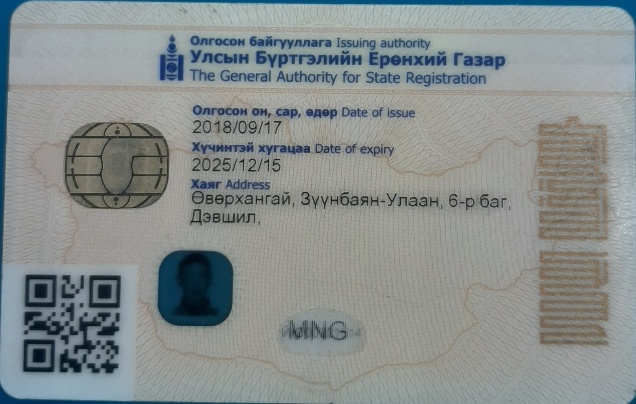 Олгосон байгууллага Issuing authority
Улсын Бүртгэлийн Ерөнхий Газар
The General Authority for State Registration
Олгосон он, сар, өдөр Date of issue
2018/09/17
Хүчинтэй хугацаа Date of expiry
2025/12/15
Хаяг Address
Өвөрхангай, Зүүнбаян-Улаан, 6-р баг,
Дэвшил,
MNG